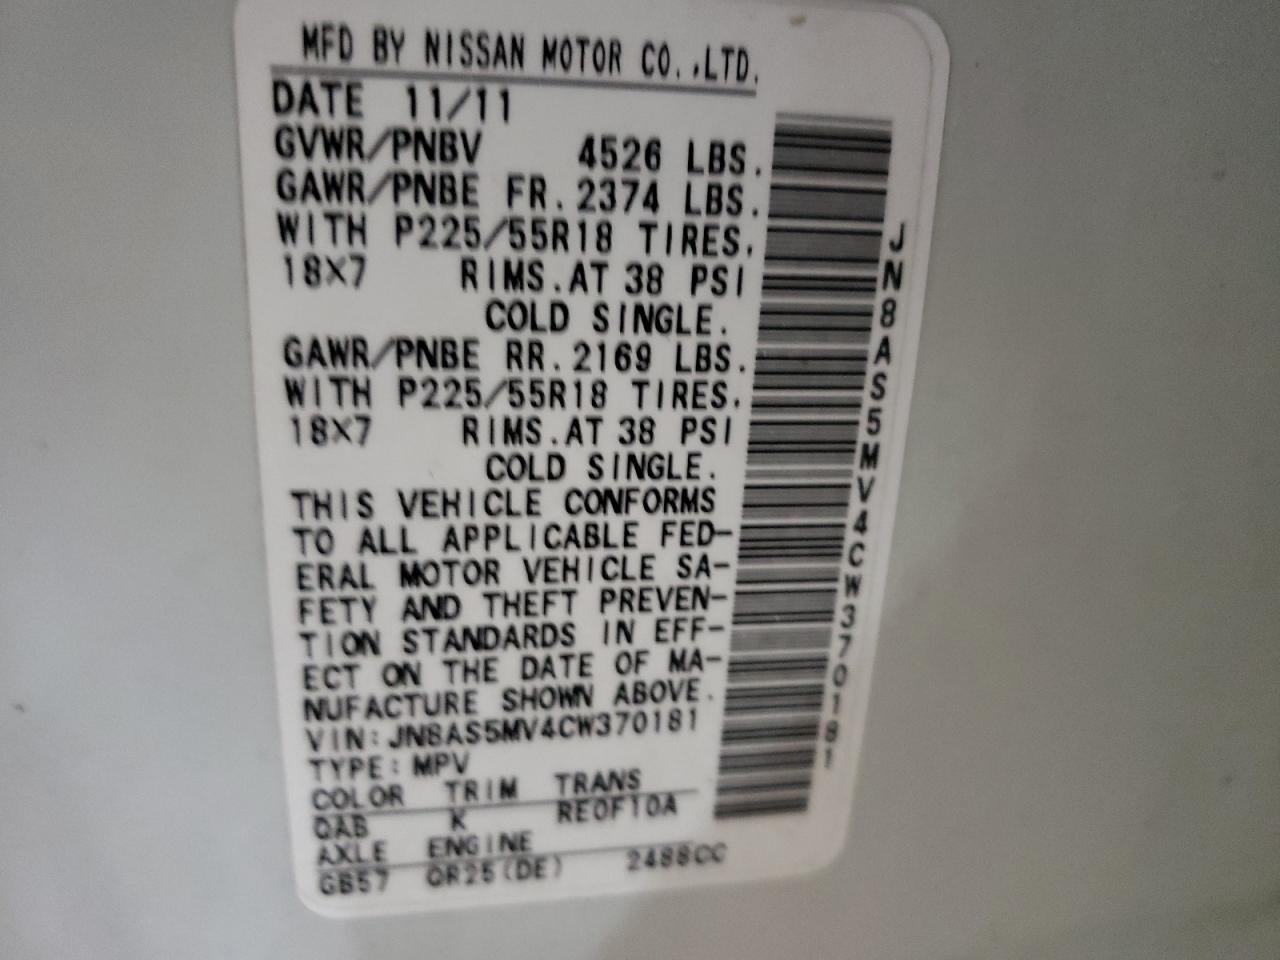 MFD BY NISSAN MOTOR CO.,LTD.
DATE 11/11
GVWR/PNBV 4526 LBS.
GAWR/PNBE FR. 2374 LBS.
WITH P225/55R18 TIRES.
18X7 RIMS. AT 38 PSI
COLD SINGLE.
GAWR/PNBE RR. 2169 LBS.
WITH P225/55R18 TIRES.
18X7 RIMS. AT 38 PSI
COLD SINGLE.
THIS VEHICLE CONFORMS
TO ALL APPLICABLE FED-
ERAL MOTOR VEHICLE SA-
FETY AND THEFT PREVEN-
TION STANDARDS IN EFF-
ECT ON THE DATE OF MA-
NUFACTURE SHOWN ABOVE.
VIN: JN8AS5MV4CW370181
TYPE: MPV
COLOR TRIM TRANS
QAB K RE0F10A
AXLE ENGINE
GB57 QR25(DE) 2488CC
JN8AS5MV4CW370181